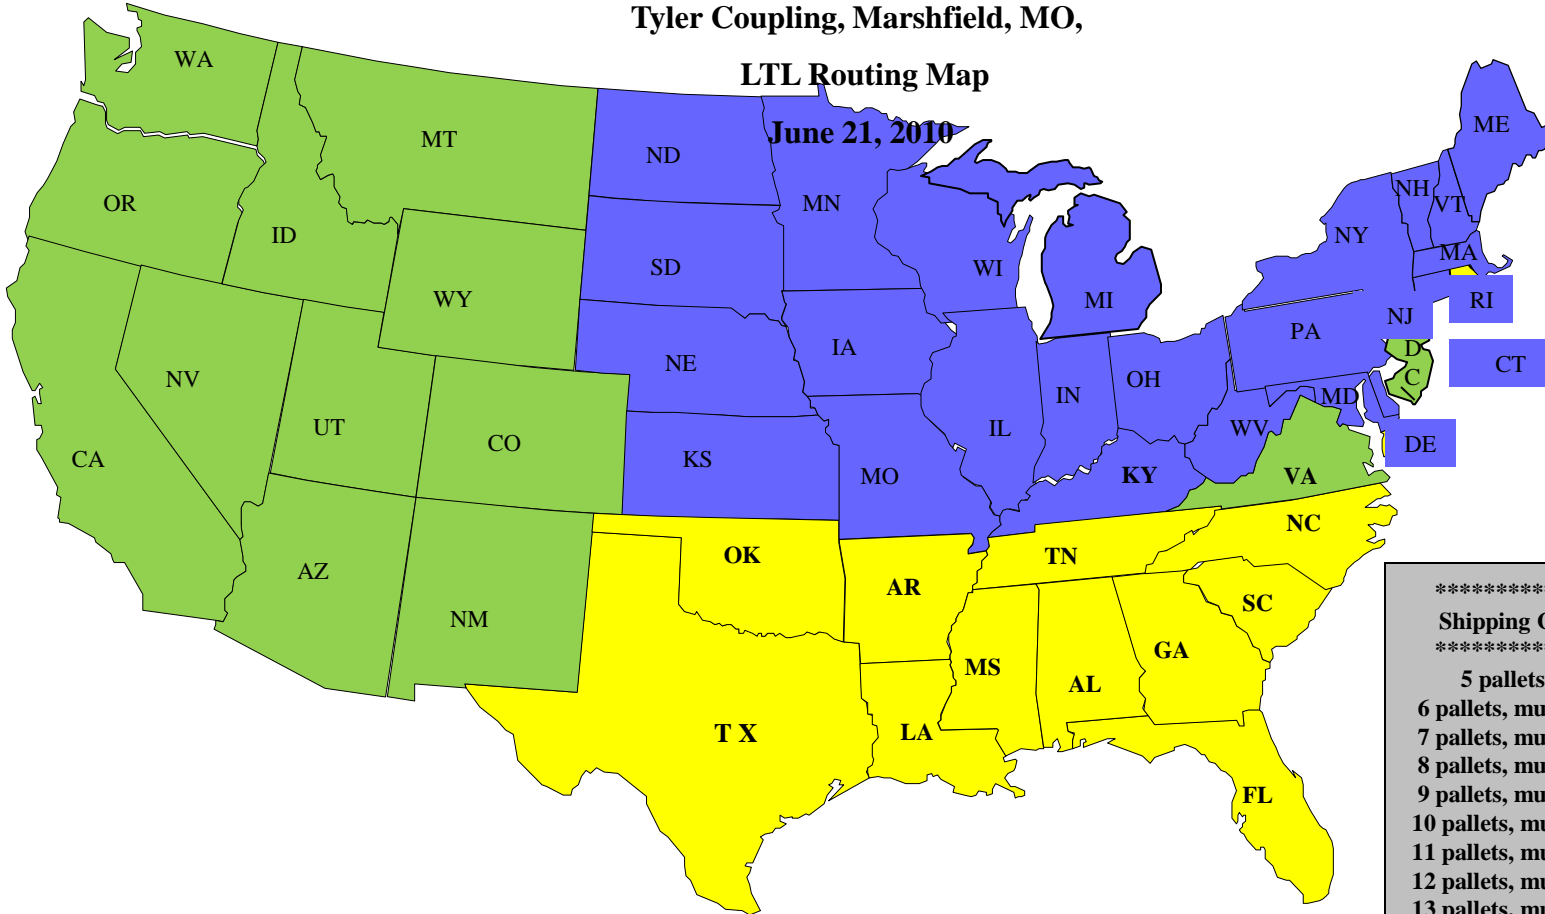 Tyler Coupling, Marshfield, MO,
LTL Routing Map
June 21, 2010
WA
MT
ND
MN
ME
OR
ID
WY
SD
WI
MI
NY
NH
VT
MA
RI
NV
UT
CO
NE
IA
IL
IN
OH
PA
NJ
CT
D
C
CA
KS
MO
KY
WV
MD
DE
VA
AZ
NM
OK
AR
TN
NC
SC
T X
LA
MS
AL
GA
FL
***********
Shipping
***********
5 pallets
6 pallets,
7 pallets,
8 pallets,
9 pallets,
10 pallets,
11 pallets,
12 pallets,
13 pallets,